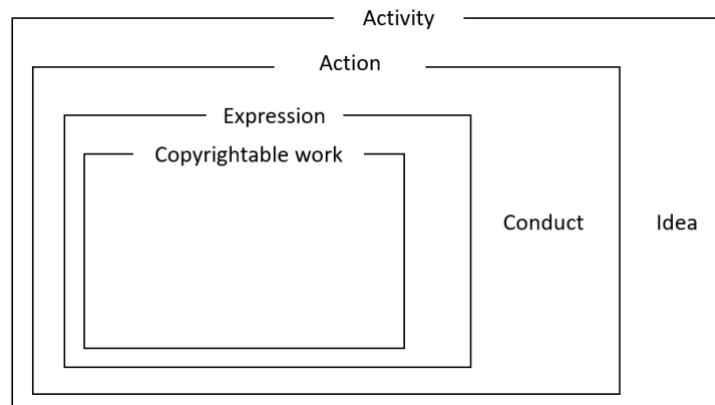 Activity
Action
Expression
Copyrightable work
Conduct Idea